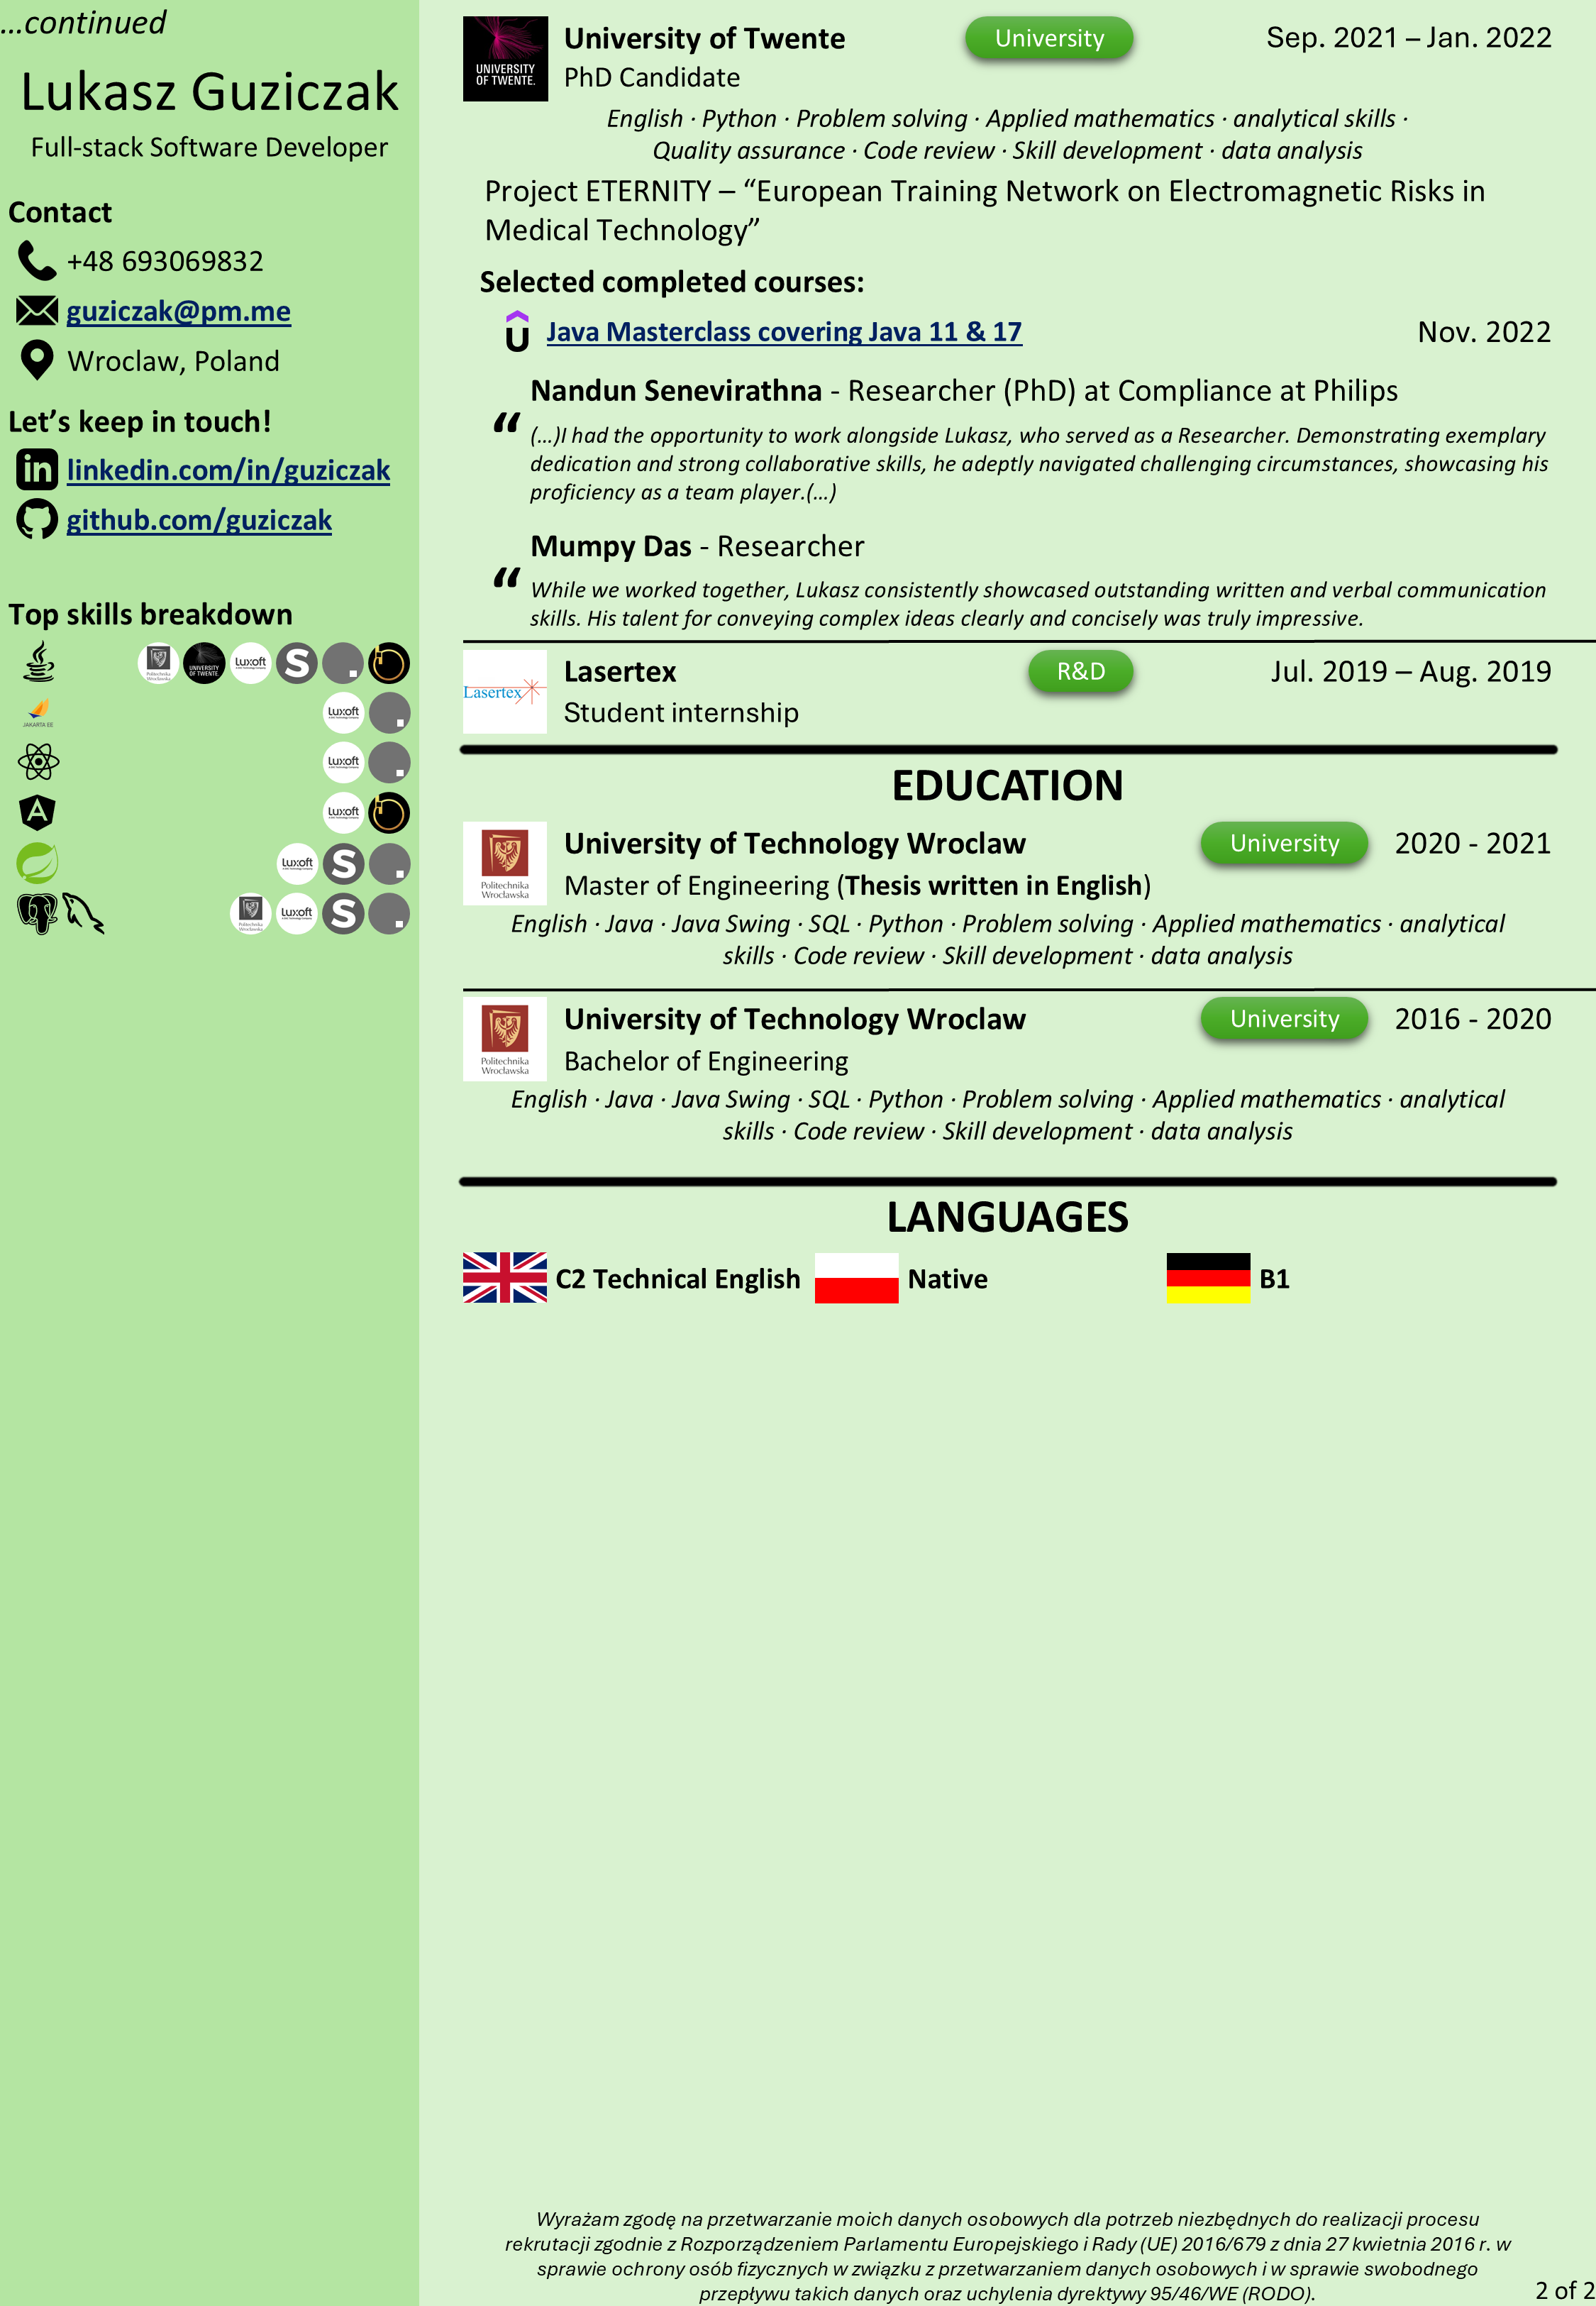 ...continued
Lukasz Guziczak
Full-stack Software Developer
Contact
+48 693069832
guziczak@pm.me
Wroclaw, Poland
Let’s keep in touch!
linkedin.com/in/guziczak
github.com/guziczak
Top skills breakdown
Politechnika
Wrocławska
UNIVERSITY
OF TWENTE.
Luxoft
S
JAKARTA EE
Luxoft
Luxoft
Luxoft
Luxoft
S
Politechnika
Wrocławska
Luxoft
S
UNIVERSITY
OF TWENTE.
University of Twente
University
Sep. 2021 – Jan. 2022
PhD Candidate
English · Python · Problem solving · Applied mathematics · analytical skills ·
Quality assurance · Code review · Skill development · data analysis
Project ETERNITY – “European Training Network on Electromagnetic Risks in
Medical Technology”
Selected completed courses:
Java Masterclass covering Java 11 & 17
Nov. 2022
Nandun Senevirathna - Researcher (PhD) at Compliance at Philips
“ (...)I had the opportunity to work alongside Lukasz, who served as a Researcher. Demonstrating exemplary
dedication and strong collaborative skills, he adeptly navigated challenging circumstances, showcasing his
proficiency as a team player.(...)
Mumpy Das - Researcher
“ While we worked together, Lukasz consistently showcased outstanding written and verbal communication
skills. His talent for conveying complex ideas clearly and concisely was truly impressive.
Lasertex
Lasertex
R&D
Jul. 2019 – Aug. 2019
Student internship
EDUCATION
Politechnika
Wrocławska
University of Technology Wroclaw
University
2020 - 2021
Master of Engineering (Thesis written in English)
English · Java · Java Swing · SQL · Python · Problem solving · Applied mathematics · analytical
skills · Code review · Skill development · data analysis
Politechnika
Wrocławska
University of Technology Wroclaw
University
2016 - 2020
Bachelor of Engineering
English · Java · Java Swing · SQL · Python · Problem solving · Applied mathematics · analytical
skills · Code review · Skill development · data analysis
LANGUAGES
C2 Technical English
Native
B1
Wyrażam zgodę na przetwarzanie moich danych osobowych dla potrzeb niezbędnych do realizacji procesu
rekrutacji zgodnie z Rozporządzeniem Parlamentu Europejskiego i Rady (UE) 2016/679 z dnia 27 kwietnia 2016 r. w
sprawie ochrony osób fizycznych w związku z przetwarzaniem danych osobowych i w sprawie swobodnego
przepływu takich danych oraz uchylenia dyrektywy 95/46/WE (RODO).
2 of 2